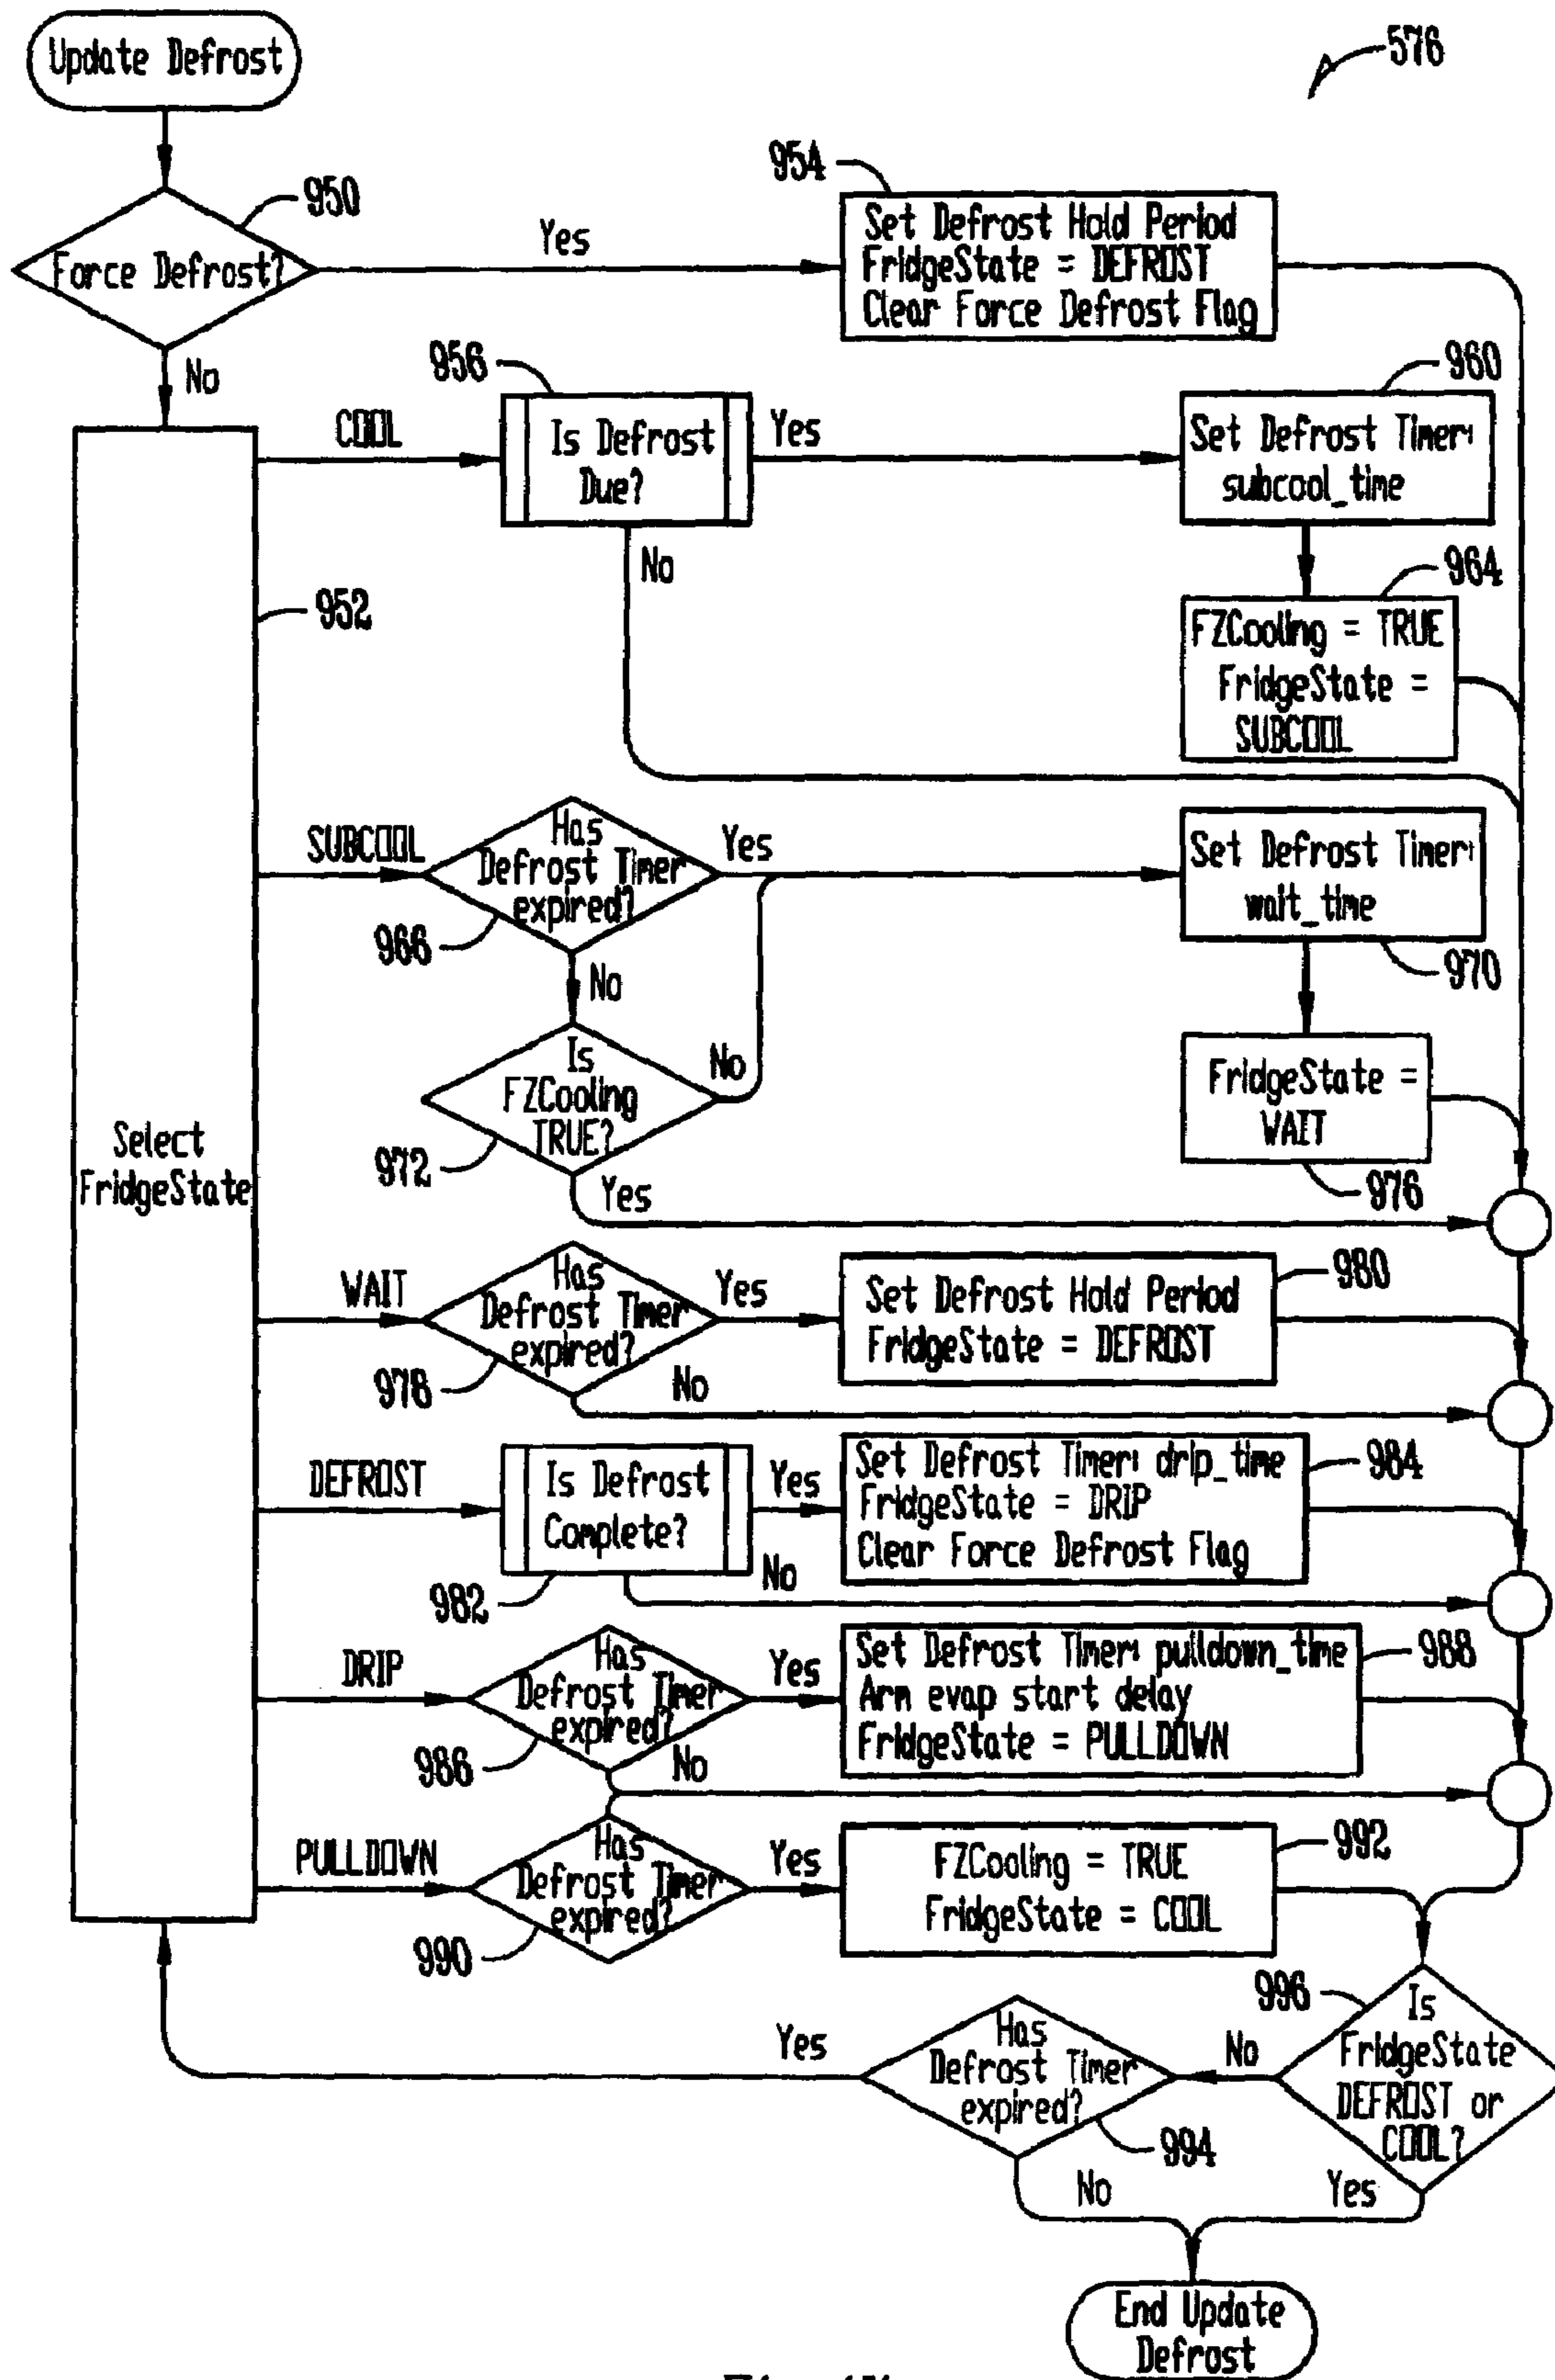 Update Defrost
576
950
Force Defrost?
Yes
954
Set Defrost Hold Period
FridgeState = DEFROST
Clear Force Defrost Flag
No
952
Select
FridgeState
COOL
956
Is Defrost
Due?
Yes
No
960
Set Defrost Timer:
subcool_time
964
FZCooling = TRUE
FridgeState =
SUBCOOL
SUBCOOL
Has
Defrost Timer
expired?
966
Yes
No
Set Defrost Timer:
wait_time
970
Is
FZCooling
TRUE?
972
No
Yes
FridgeState =
WAIT
976
WAIT
Has
Defrost Timer
expired?
978
Yes
No
Set Defrost Hold Period
FridgeState = DEFROST
980
DEFROST
Is Defrost
Complete?
982
Yes
No
Set Defrost Timer: drip_time
FridgeState = DRIP
Clear Force Defrost Flag
984
DRIP
Has
Defrost Timer
expired?
986
Yes
No
Set Defrost Timer: pulldown_time
Arm evap start delay
FridgeState = PULLDOWN
988
PULLDOWN
Has
Defrost Timer
expired?
990
Yes
FZCooling = TRUE
FridgeState = COOL
992
996
Is
FridgeState
DEFROST or
COOL?
No
Yes
Has
Defrost Timer
expired?
994
Yes
No
End Update
Defrost